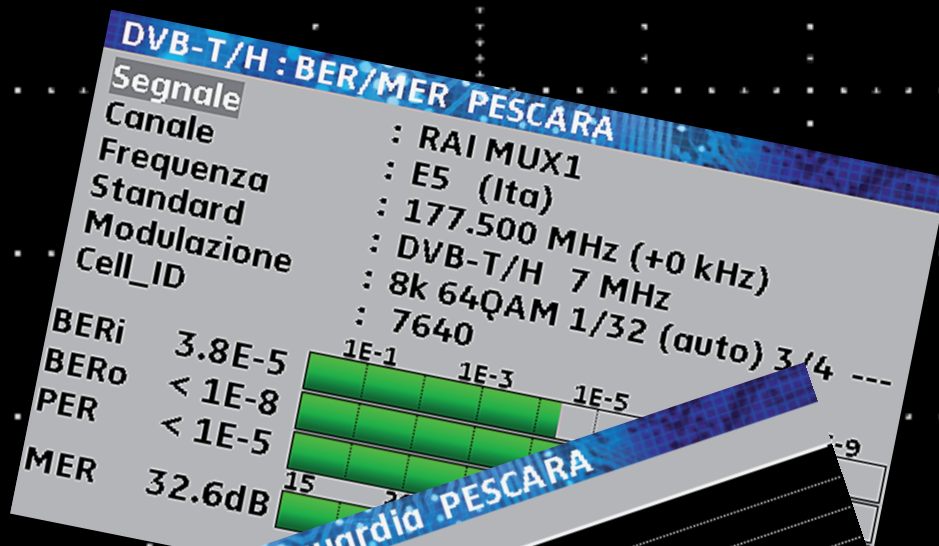 DVB-T/H : BER/MER PESCARA
Segnale : RAI MUX1
Canale : E5 (Ita)
Frequenza : 177.500 MHz (+0 kHz)
Standard : DVB-T/H 7 MHz
Modulazione : 8k 64QAM 1/32 (auto) 3/4 ---
Cell_ID : 7640
1E-1 1E-3 1E-5 -9
BERi 3.8E-5
BERo < 1E-8
PER < 1E-5
15
MER 32.6dB
uardia PESCARA